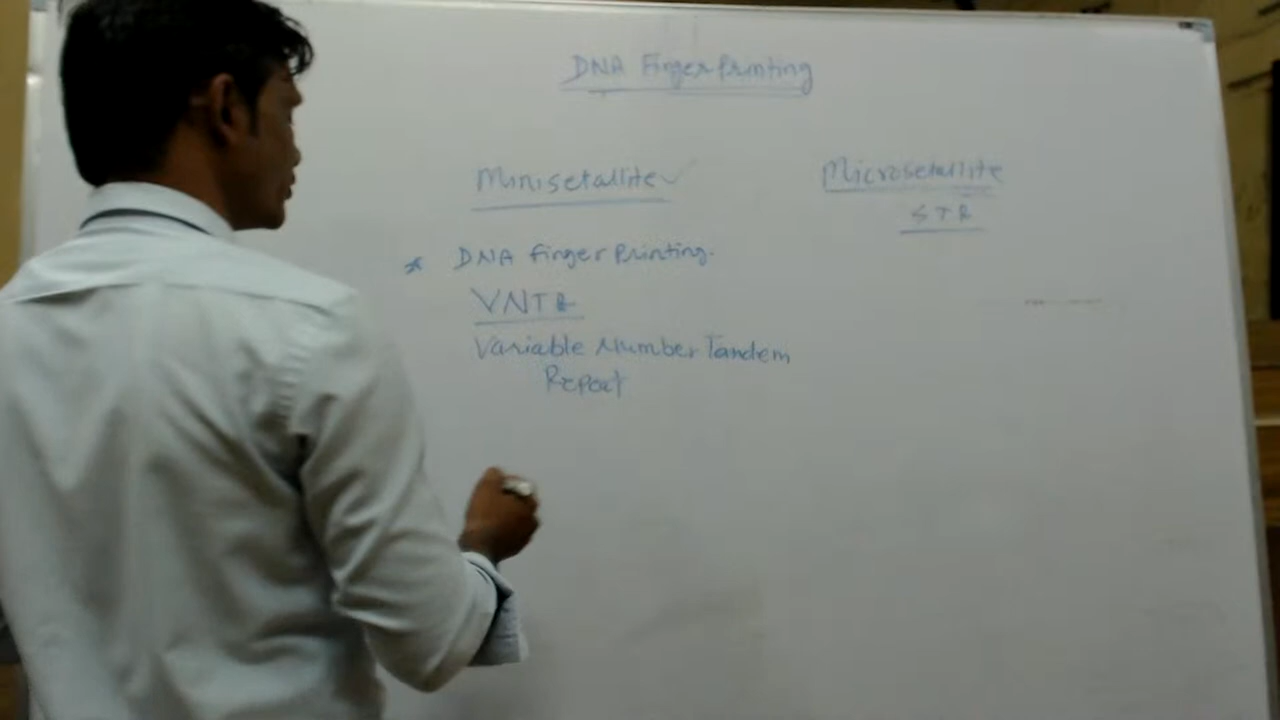 DNA Finger Printing
Minisetallite
Microsetallite
STR
* DNA Finger Printing.
VNTR
Variable Number Tandem
Repeat